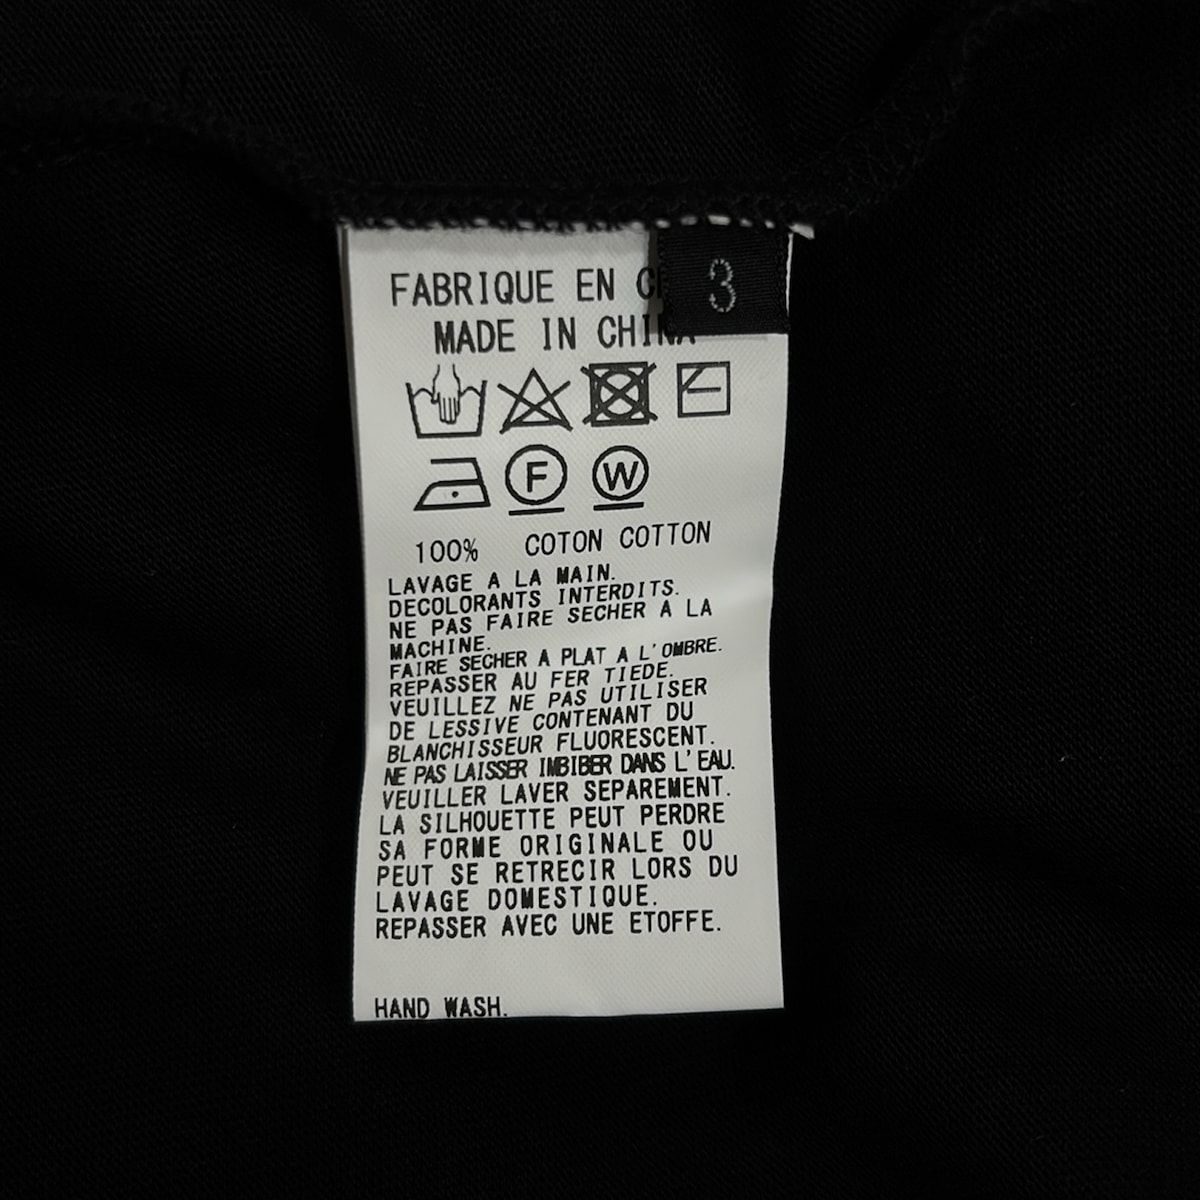 FABRIQUE EN
3
MADE IN CHINA
F
W
100% COTON COTTON
LAVAGE A LA MAIN.
DECOLORANTS INTERDITS.
NE PAS FAIRE SECHER A LA
MACHINE.
FAIRE SECHER A PLAT A L'OMBRE.
REPASSER AU FER TIEDE.
VEUILLEZ NE PAS UTILISER
DE LESSIVE CONTENANT DU
BLANCHISSEUR FLUORESCENT.
NE PAS LAISSER IMBIBER DANS L'EAU.
VEUILLER LAVER SEPAREMENT.
LA SILHOUETTE PEUT PERDRE
SA FORME ORIGINALE OU
PEUT SE RETRECIR LORS DU
LAVAGE DOMESTIQUE.
REPASSER AVEC UNE ETOFFE.
HAND WASH.